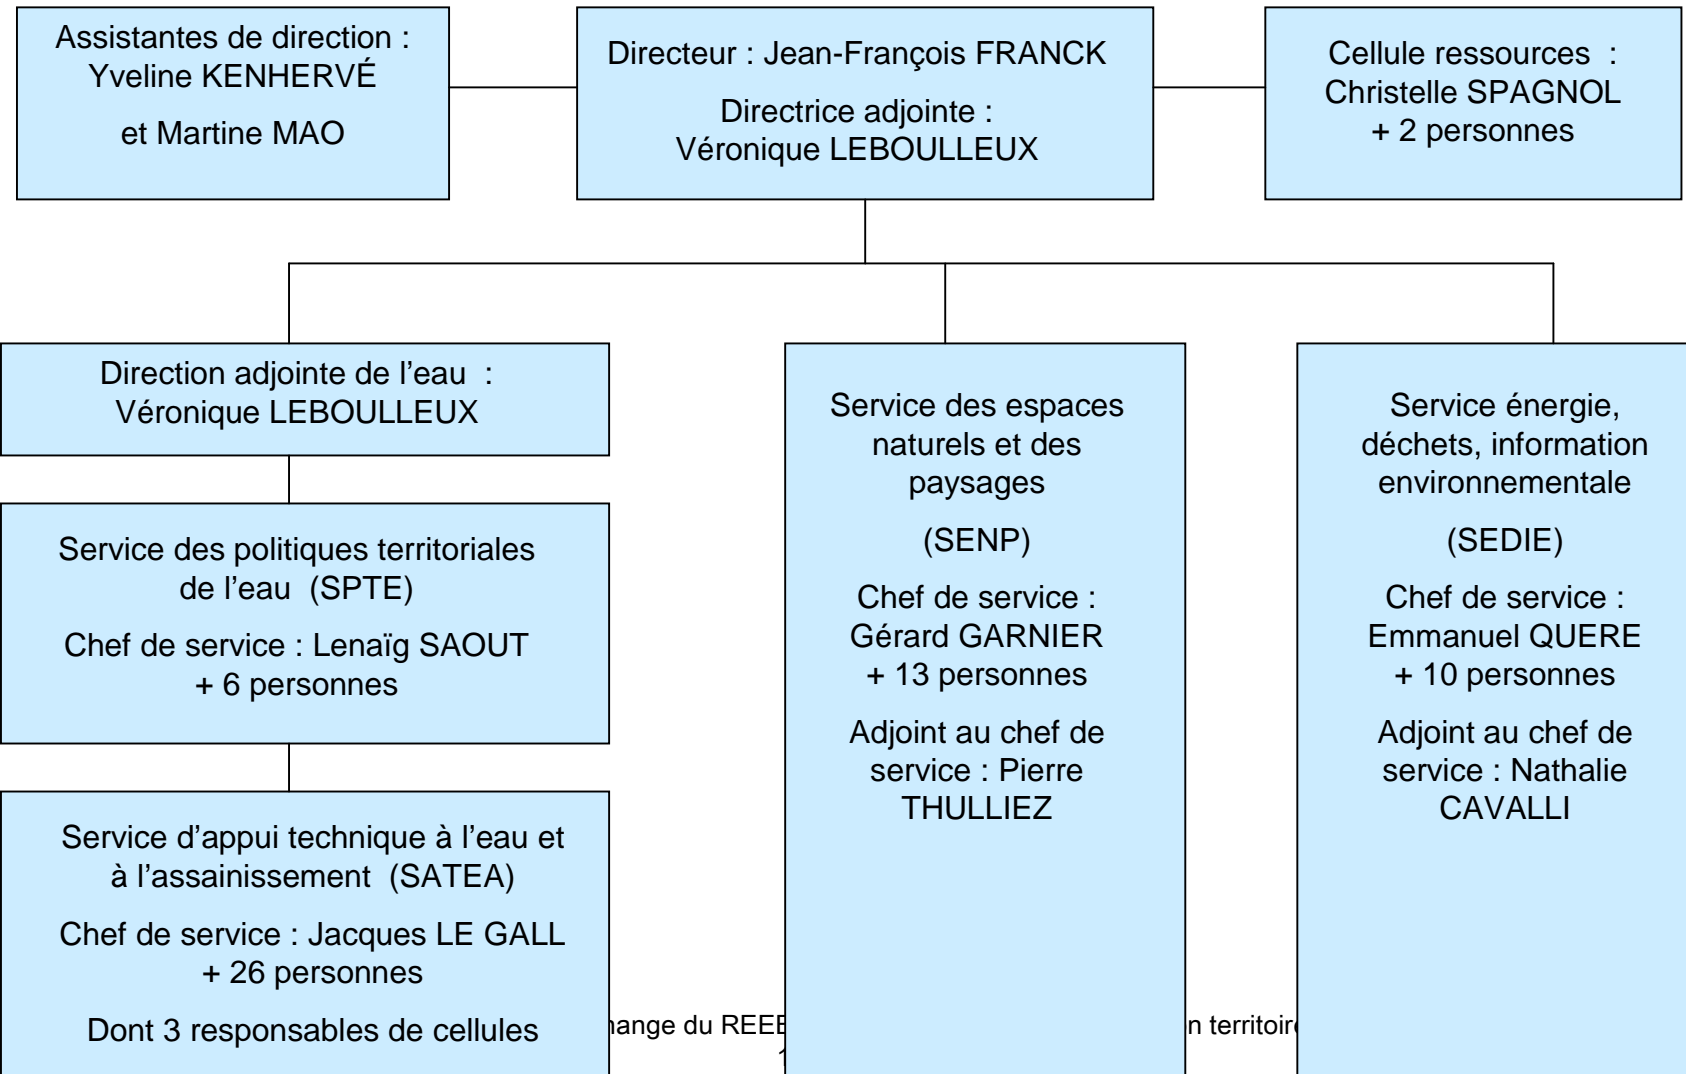 Assistantes de direction :
Yveline KENHERVÉ
et Martine MAO
Directeur : Jean-François FRANCK
Directrice adjointe :
Véronique LEBOULLEUX
Cellule ressources  :
Christelle SPAGNOL
+ 2 personnes
Direction adjointe de l’eau  :
Véronique LEBOULLEUX
Service des politiques territoriales
de l’eau  (SPTE)
Chef de service : Lenaïg SAOUT
+ 6 personnes
Service d’appui technique à l’eau et
à l’assainissement  (SATEA)
Chef de service : Jacques LE GALL
+ 26 personnes
Dont 3 responsables de cellules
Service des espaces
naturels et des
paysages
(SENP)
Chef de service :
Gérard GARNIER
+ 13 personnes
Adjoint au chef de
service : Pierre
THULLIEZ
Service énergie,
déchets, information
environnementale
(SEDIE)
Chef de service :
Emmanuel QUERE
+ 10 personnes
Adjoint au chef de
service : Nathalie
CAVALLI
du